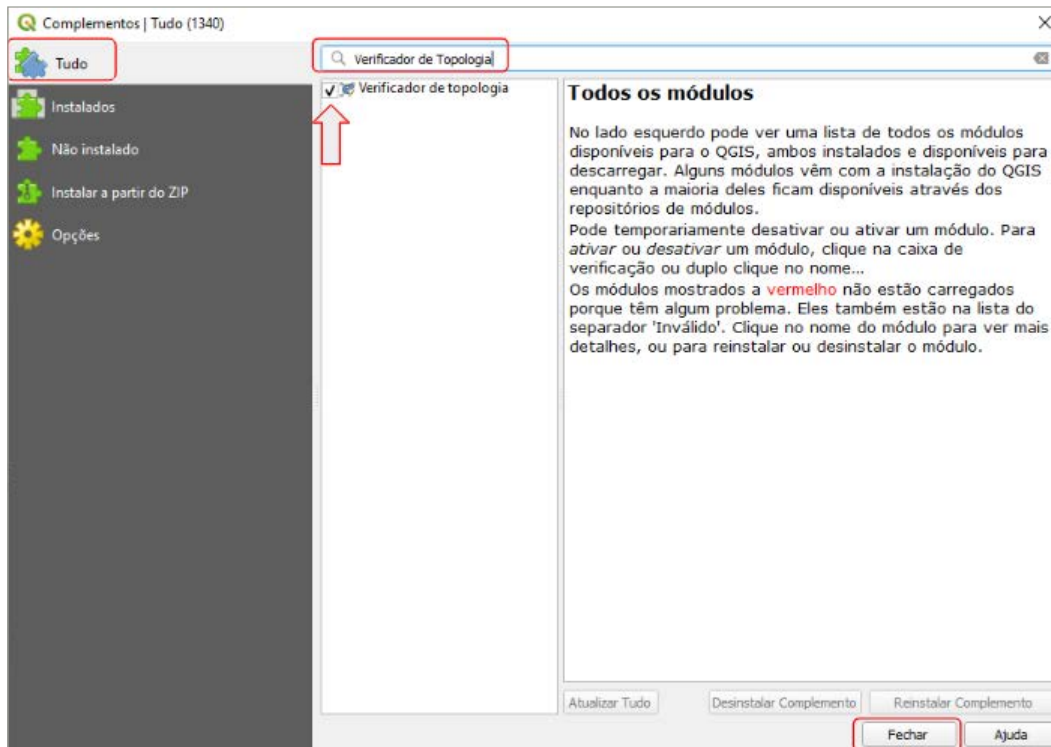 Complementos | Tudo (1340)
Tudo
Verificador de Topologia
Instalados
Não instalado
Instalar a partir do ZIP
Opções
Verificador de topologia
Todos os módulos
No lado esquerdo pode ver uma lista de todos os módulos
disponíveis para o QGIS, ambos instalados e disponíveis para
descarregar. Alguns módulos vêm com a instalação do QGIS
enquanto a maioria deles ficam disponíveis através dos
repositórios de módulos.
Pode temporariamente desativar ou ativar um módulo. Para
ativar ou desativar um módulo, clique na caixa de
verificação ou duplo clique no nome...
Os módulos mostrados a vermelho não estão carregados
porque têm algum problema. Eles também estão na lista do
separador 'Inválido'. Clique no nome do módulo para ver mais
detalhes, ou para reinstalar ou desinstalar o módulo.
Atualizar Tudo
Desinstalar Complemento
Reinstalar Complemento
Fechar
Ajuda